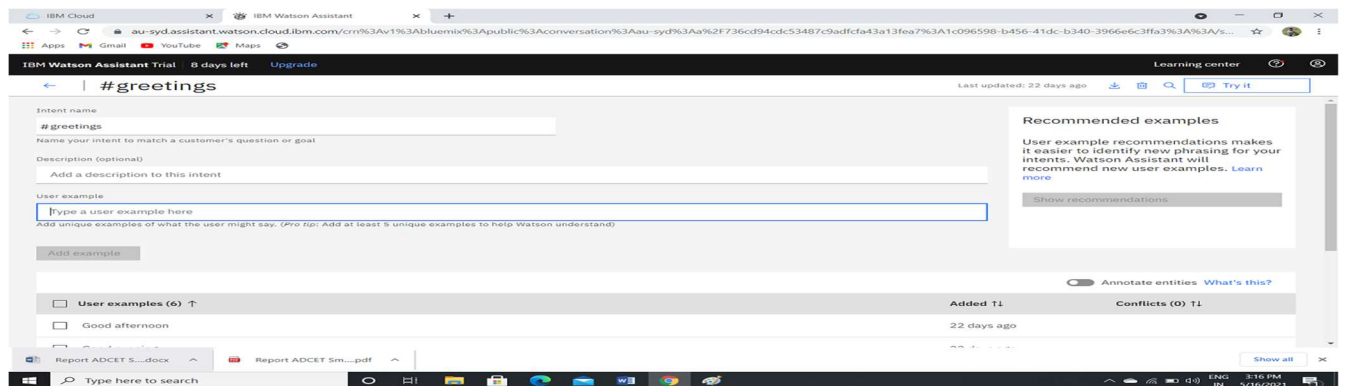 IBM Cloud × IBM Watson Assistant × +
au-syd.assistant.watson.cloud.ibm.com/crn%3Av1%3Abluemix%3Apublic%3Aconversation%3Aau-syd%3Aa%2F736cd94cdc53487c9adfcfa43a13fea7%3A1c096598-b456-41dc-b340-3966e6c3ffa3%3A%3A/s...
Apps Gmail YouTube Maps
IBM Watson Assistant Trial 8 days left Upgrade Learning center
#greetings Last updated: 22 days ago Try it
Intent name
#greetings
Name your intent to match a customer's question or goal
Description (optional)
Add a description to this intent
User example
Type a user example here
Add unique examples of what the user might say. (Pro tip: Add at least 5 unique examples to help Watson understand)
Add example
Recommended examples
User example recommendations makes
it easier to identify new phrasing for your
intents. Watson Assistant will
recommend new user examples. Learn
more
Show recommendations
Annotate entities What's this?
User examples (6) ↑ Added ↑↓ Conflicts (0) ↑↓
Good afternoon 22 days ago
Report ADCET S....docx Report ADCET Sm....pdf Show all ×
Type here to search ENG 3:16 PM
IN 5/16/2021